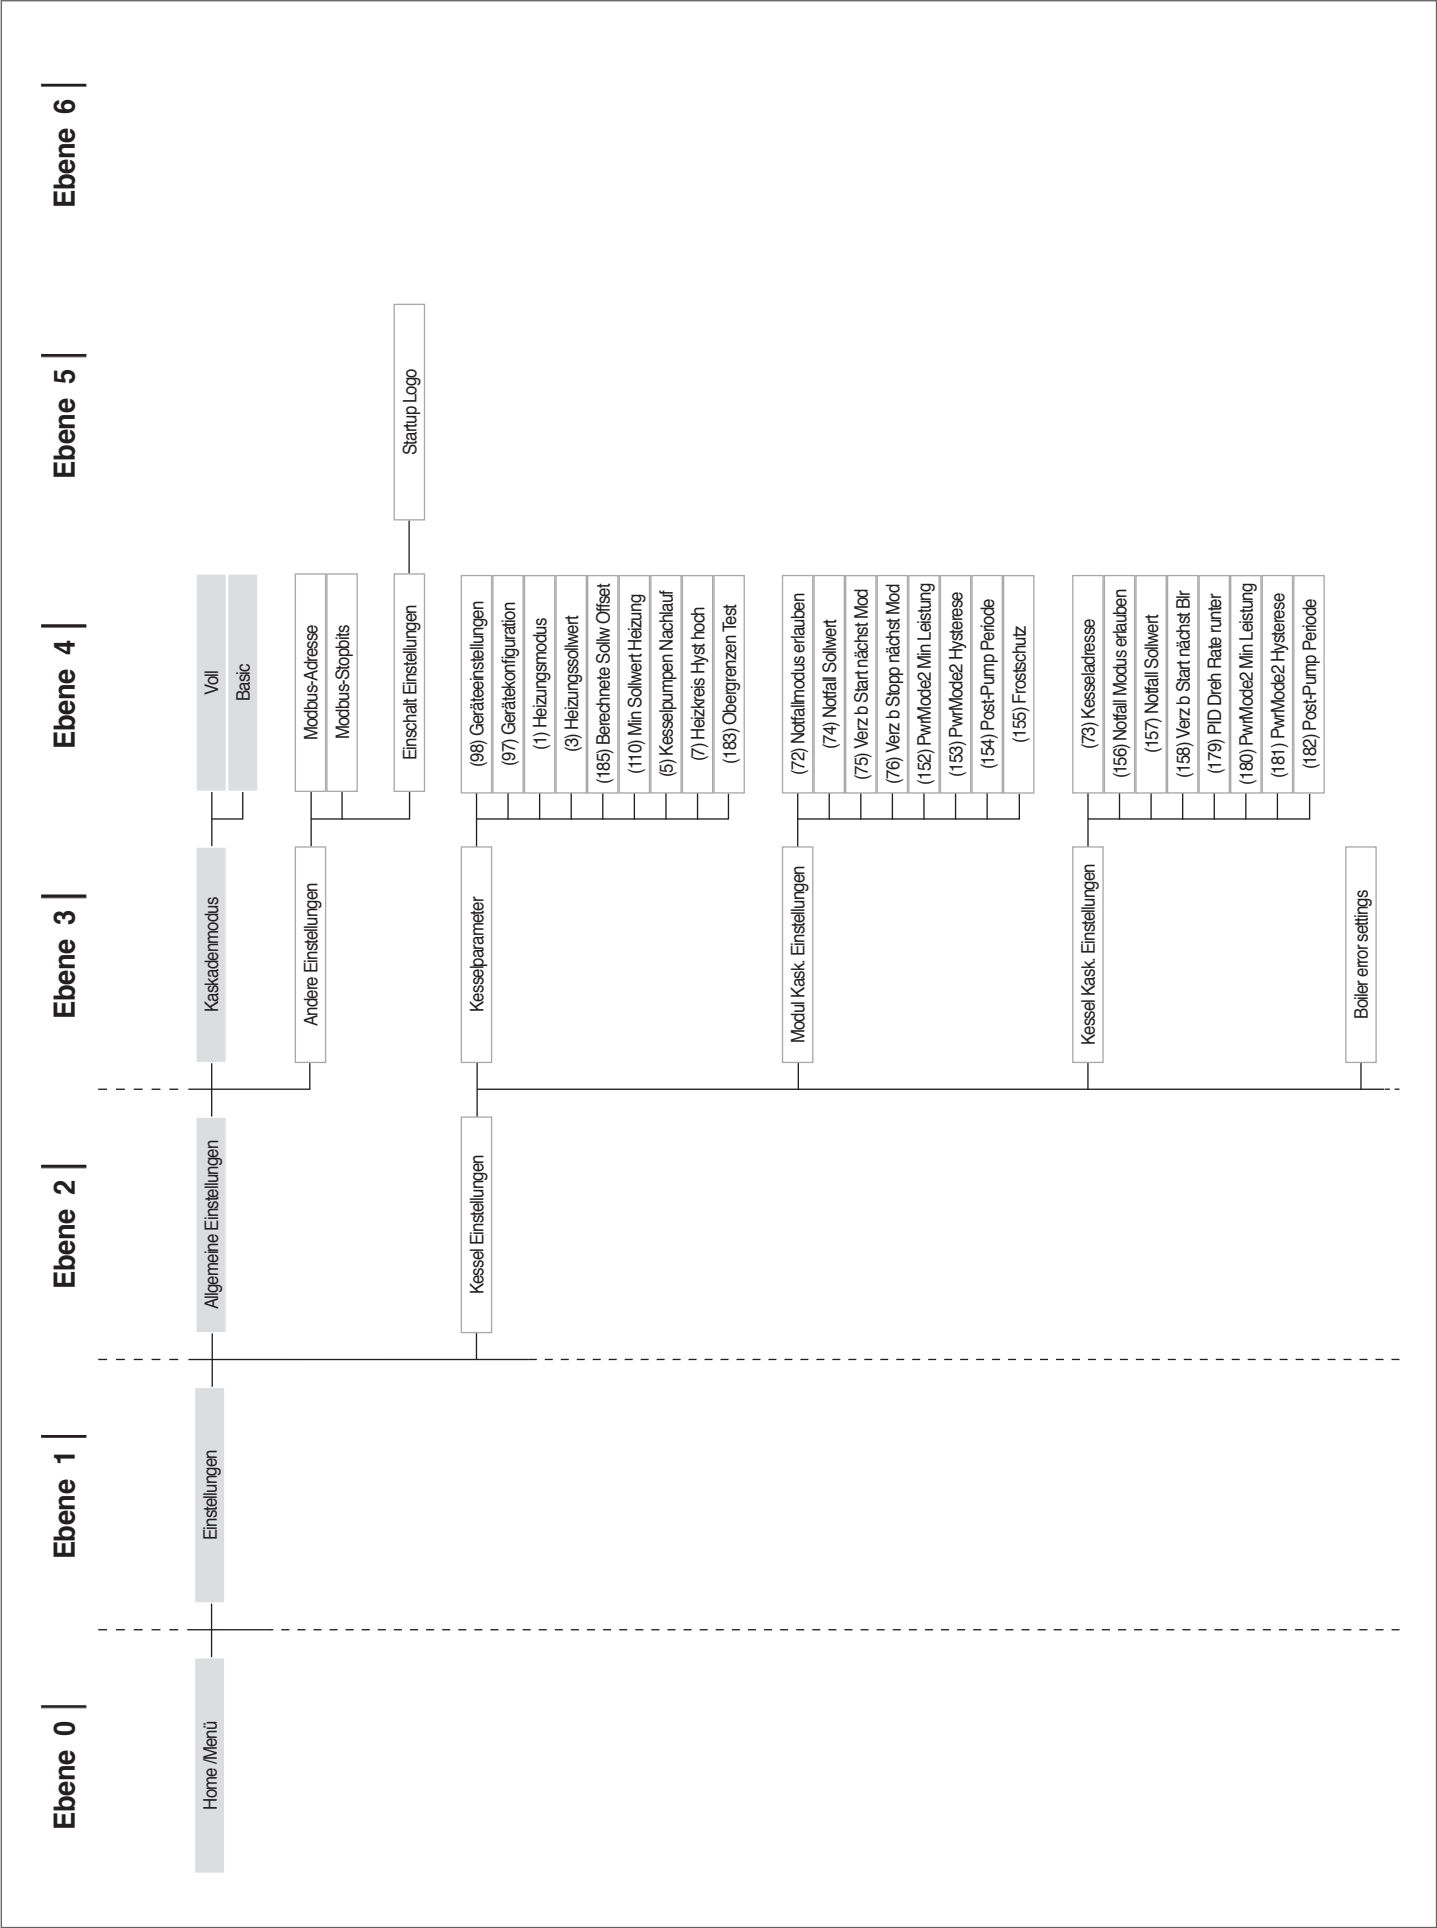 Ebene 0
Ebene 1
Ebene 2
Ebene 3
Ebene 4
Ebene 5
Ebene 6
Home /Menü
Einstellungen
Allgemeine Einstellungen
Kaskadenmodus
Voll
Basic
Andere Einstellungen
Modbus-Adresse
Modbus-Stopbits
Einschalt Einstellungen
Startup Logo
Kessel Einstellungen
Kesselparameter
(98) Geräteeinstellungen
(97) Gerätekonfiguration
(1) Heizungsmodus
(3) Heizungssollwert
(185) Berechnete Sollw Offset
(110) Min Sollwert Heizung
(5) Kesselpumpen Nachlauf
(7) Heizkreis Hyst hoch
(183) Obergrenzen Test
Modul Kask. Einstellungen
(72) Notfallmodus erlauben
(74) Notfall Sollwert
(75) Verz b Start nächst Mod
(76) Verz b Stopp nächst Mod
(152) PwrMode2 Min Leistung
(153) PwrMode2 Hysterese
(154) Post-Pump Periode
(155) Frostschutz
Kessel Kask. Einstellungen
(73) Kesseladresse
(156) Notfall Modus erlauben
(157) Notfall Sollwert
(158) Verz b Start nächst Blr
(179) PID Dreh Rate runter
(180) PwrMode2 Min Leistung
(181) PwrMode2 Hysterese
(182) Post-Pump Periode
Boiler error settings